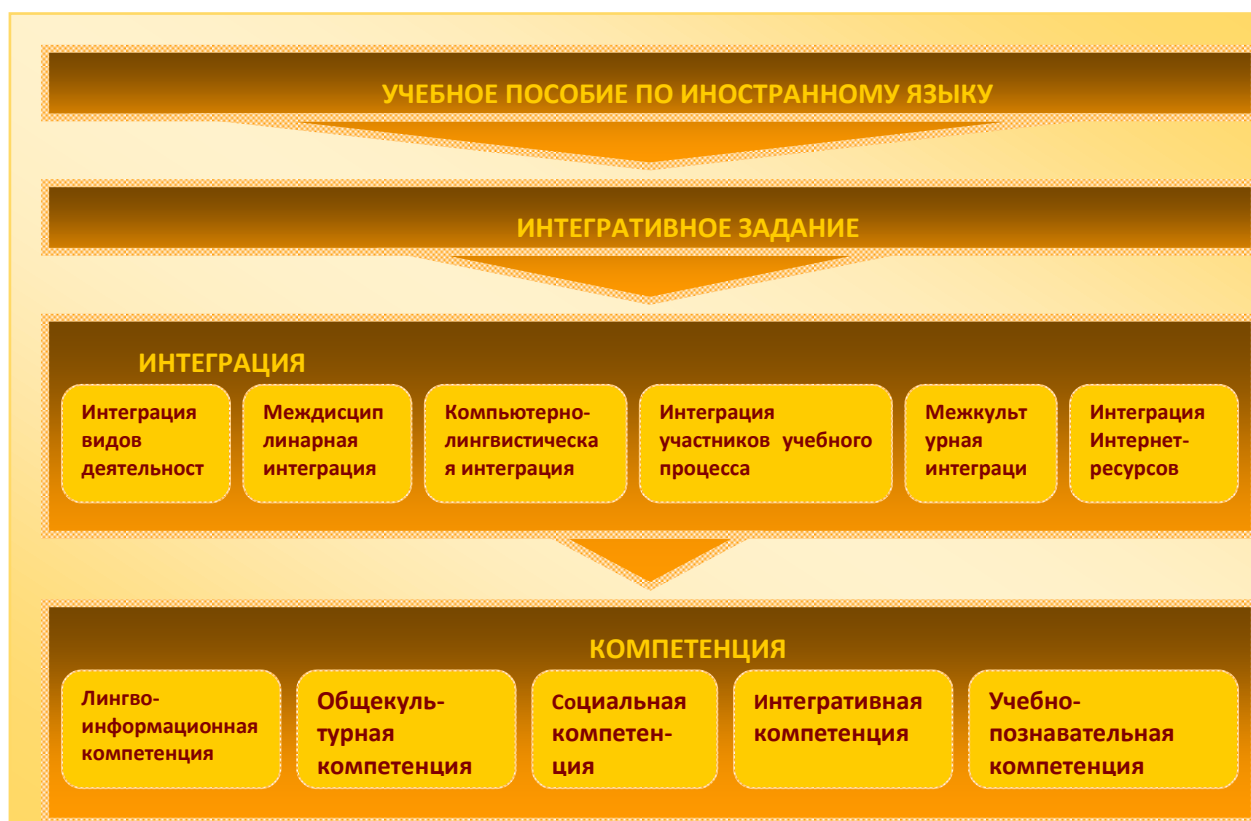 УЧЕБНОЕ ПОСОБИЕ ПО ИНОСТРАННОМУ ЯЗЫКУ
ИНТЕГРАТИВНОЕ ЗАДАНИЕ
ИНТЕГРАЦИЯ
Интеграция
видов
деятельност
Междисцип
линарная
интеграция
Компьютерно-
лингвистическа
я интеграция
Интеграция
участников учебного
процесса
Межкульт
урная
интеграци
Интеграция
Интернет-
ресурсов
КОМПЕТЕНЦИЯ
Лингво-
информационная
компетенция
Общекуль-
турная
компетенция
Социальная
компетен-
ция
Интегративная
компетенция
Учебно-
познавательная
компетенция